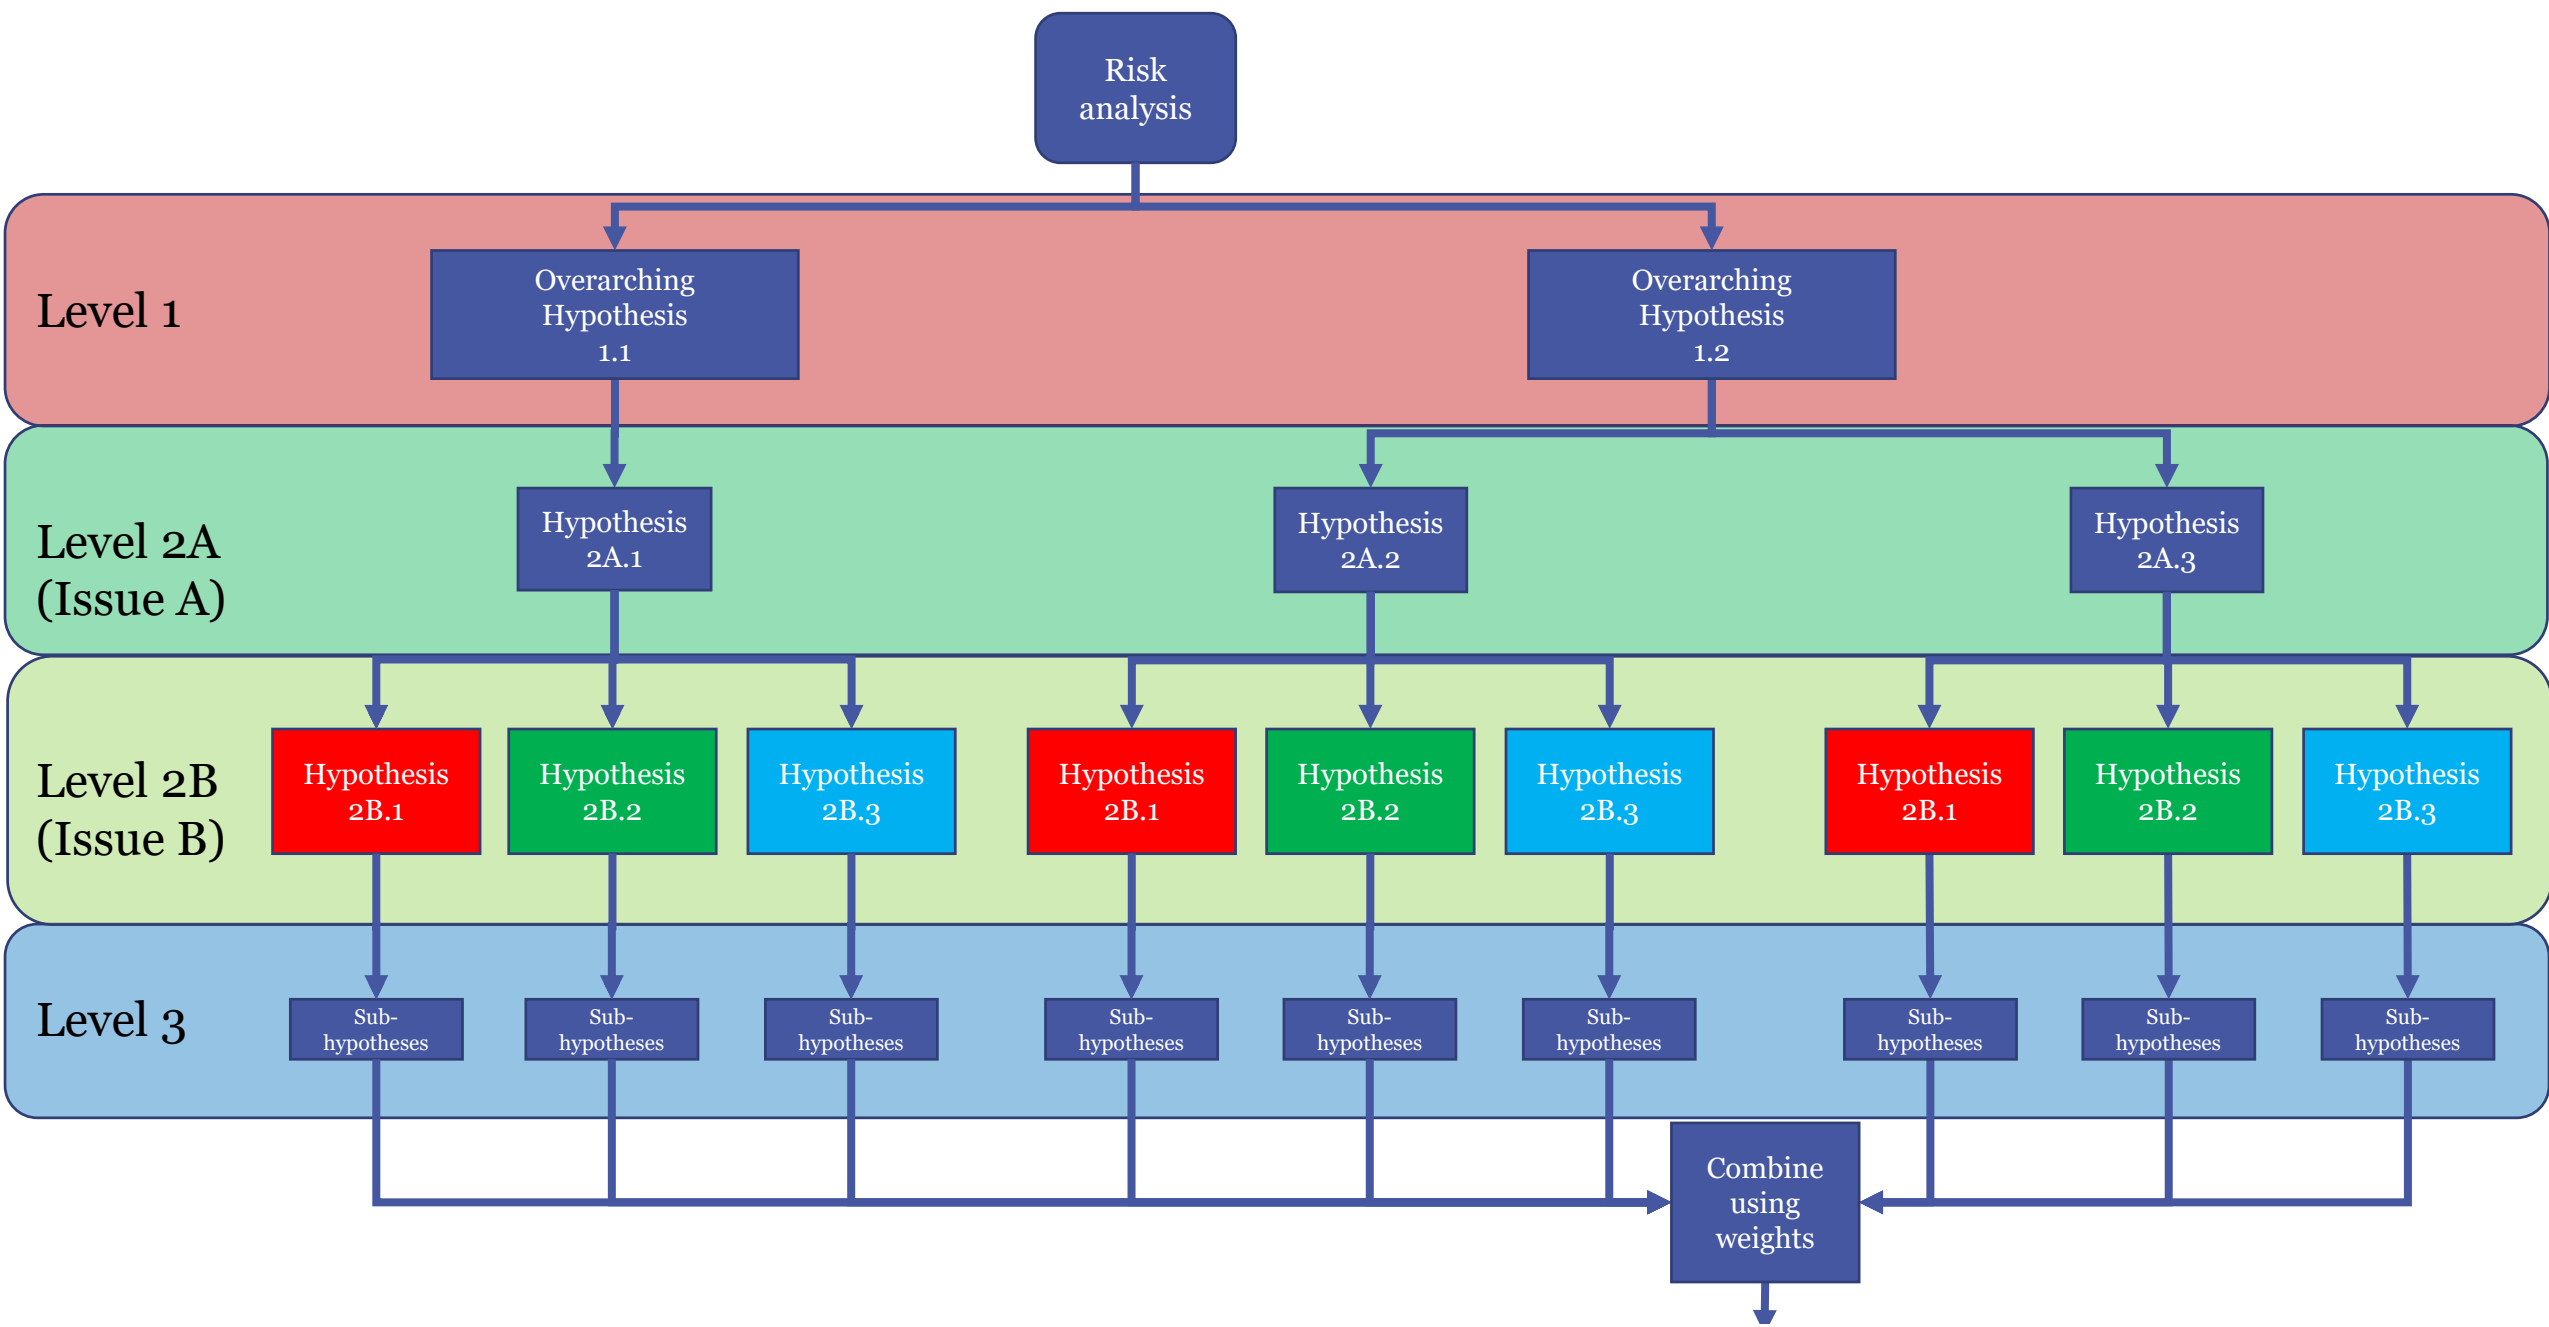 Risk
analysis
Level 1
Overarching
Hypothesis
1.1
Overarching
Hypothesis
1.2
Level 2A
(Issue A)
Hypothesis
2A.1
Hypothesis
2A.2
Hypothesis
2A.3
Level 2B
(Issue B)
Hypothesis
2B.1
Hypothesis
2B.2
Hypothesis
2B.3
Hypothesis
2B.1
Hypothesis
2B.2
Hypothesis
2B.3
Hypothesis
2B.1
Hypothesis
2B.2
Hypothesis
2B.3
Level 3
Sub-
hypotheses
Sub-
hypotheses
Sub-
hypotheses
Sub-
hypotheses
Sub-
hypotheses
Sub-
hypotheses
Sub-
hypotheses
Sub-
hypotheses
Sub-
hypotheses
Combine
using
weights